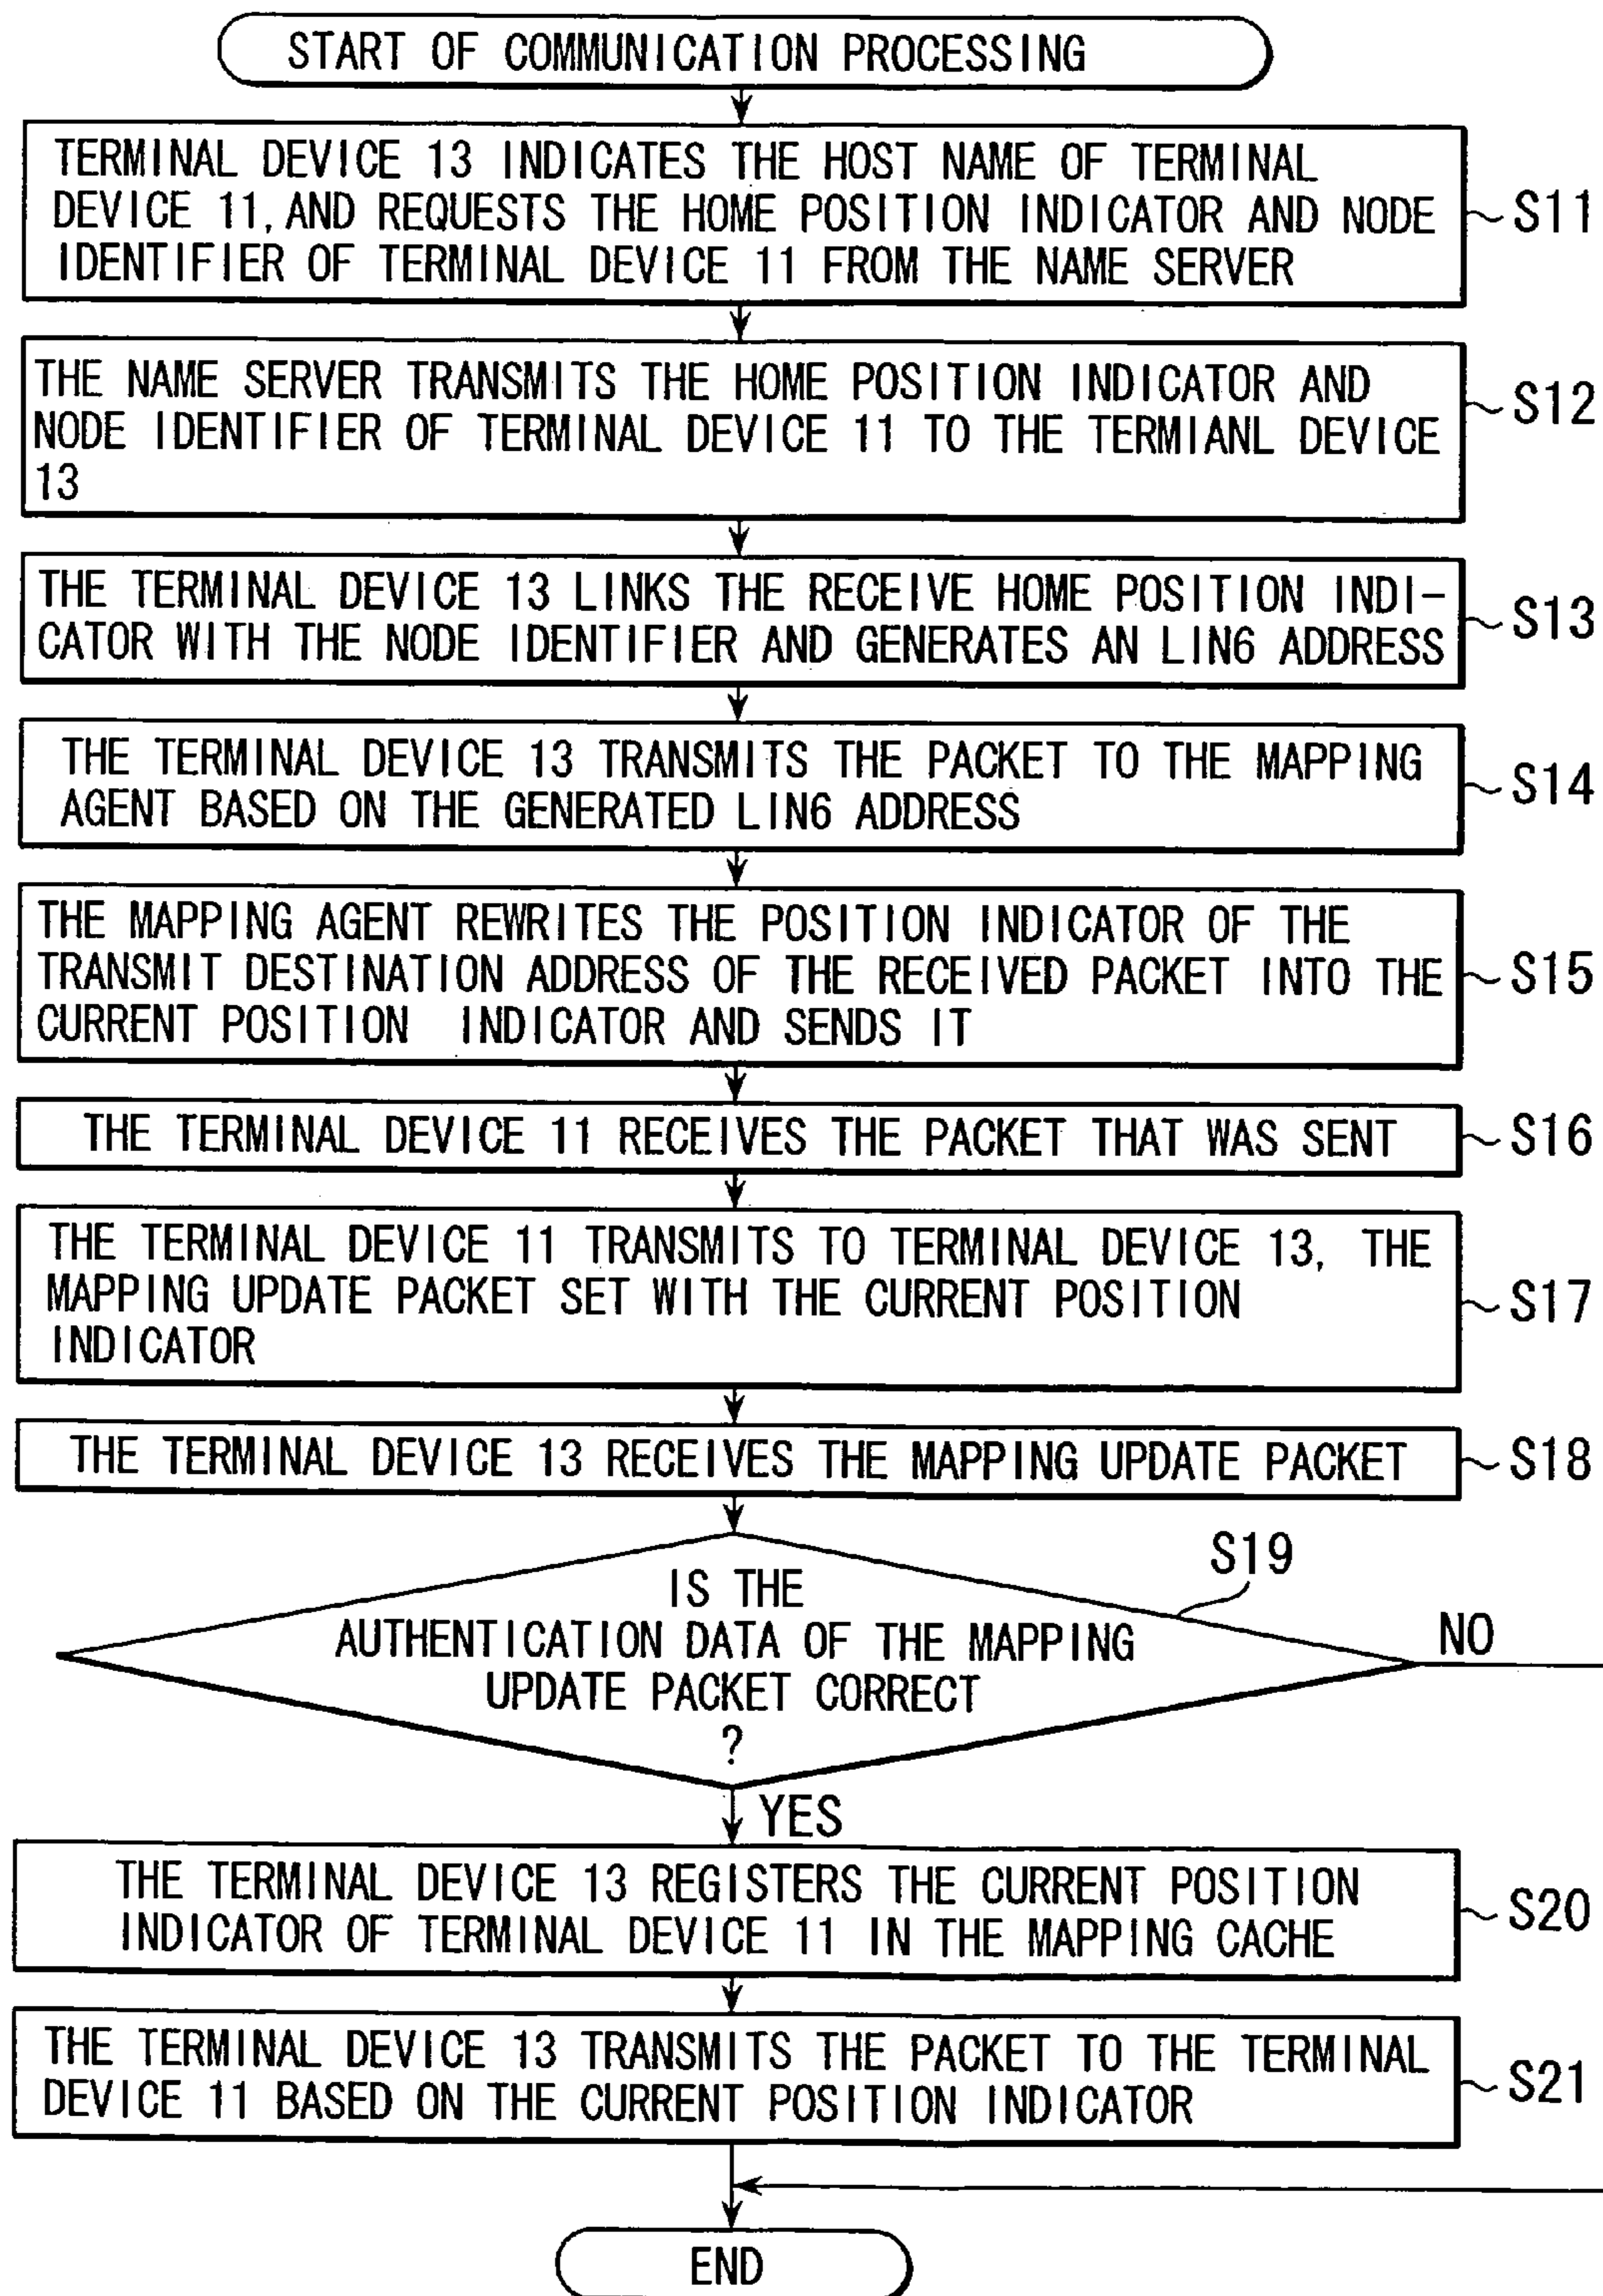 START OF COMMUNICATION PROCESSING
TERMINAL DEVICE 13 INDICATES THE HOST NAME OF TERMINAL
DEVICE 11, AND REQUESTS THE HOME POSITION INDICATOR AND NODE
IDENTIFIER OF TERMINAL DEVICE 11 FROM THE NAME SERVER
S11
THE NAME SERVER TRANSMITS THE HOME POSITION INDICATOR AND
NODE IDENTIFIER OF TERMINAL DEVICE 11 TO THE TERMIANL DEVICE
13
S12
THE TERMINAL DEVICE 13 LINKS THE RECEIVE HOME POSITION INDI-
CATOR WITH THE NODE IDENTIFIER AND GENERATES AN LIN6 ADDRESS
S13
THE TERMINAL DEVICE 13 TRANSMITS THE PACKET TO THE MAPPING
AGENT BASED ON THE GENERATED LIN6 ADDRESS
S14
THE MAPPING AGENT REWRITES THE POSITION INDICATOR OF THE
TRANSMIT DESTINATION ADDRESS OF THE RECEIVED PACKET INTO THE
CURRENT POSITION INDICATOR AND SENDS IT
S15
THE TERMINAL DEVICE 11 RECEIVES THE PACKET THAT WAS SENT
S16
THE TERMINAL DEVICE 11 TRANSMITS TO TERMINAL DEVICE 13, THE
MAPPING UPDATE PACKET SET WITH THE CURRENT POSITION
INDICATOR
S17
THE TERMINAL DEVICE 13 RECEIVES THE MAPPING UPDATE PACKET
S18
S19
IS THE
AUTHENTICATION DATA OF THE MAPPING
UPDATE PACKET CORRECT
?
NO
YES
THE TERMINAL DEVICE 13 REGISTERS THE CURRENT POSITION
INDICATOR OF TERMINAL DEVICE 11 IN THE MAPPING CACHE
S20
THE TERMINAL DEVICE 13 TRANSMITS THE PACKET TO THE TERMINAL
DEVICE 11 BASED ON THE CURRENT POSITION INDICATOR
S21
END